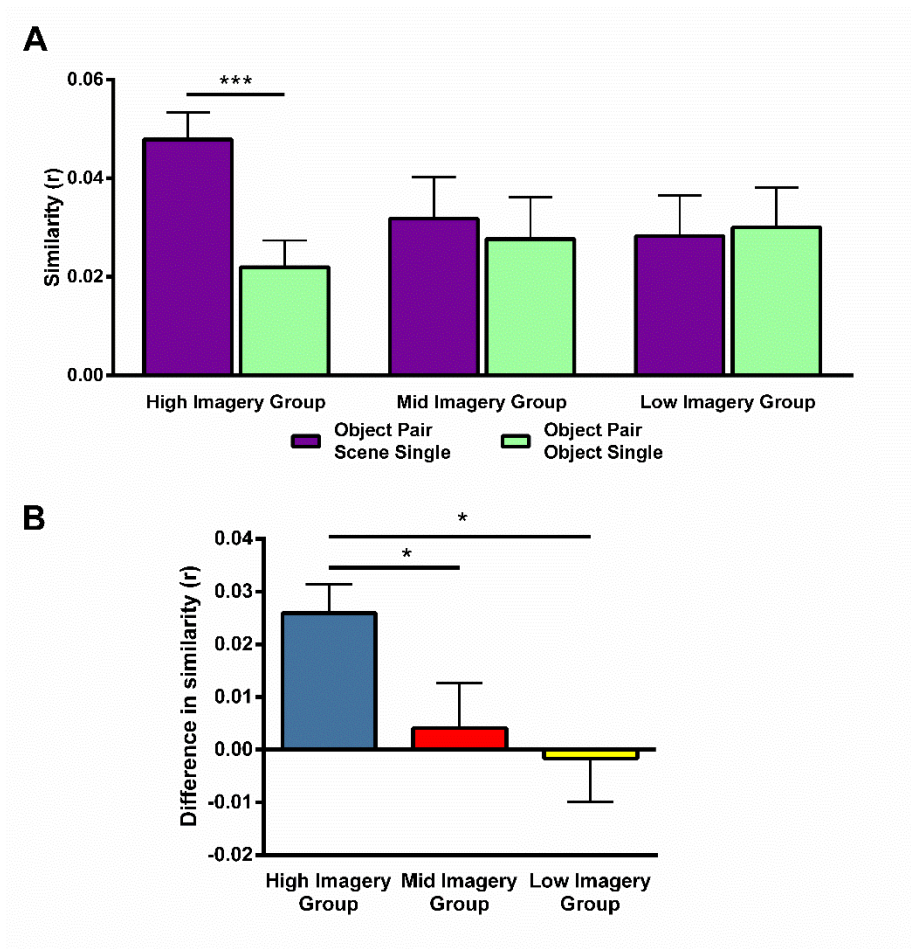 A
0.06
***
0.04
0.02
0.00
Similarity (r)
High Imagery Group Mid Imagery Group Low Imagery Group
Object Pair
Scene Single
Object Pair
Object Single
B
0.04
*
*
0.03
0.02
0.01
0.00
-0.01
-0.02
Difference in similarity (r)
High Imagery
Group
Mid Imagery
Group
Low Imagery
Group